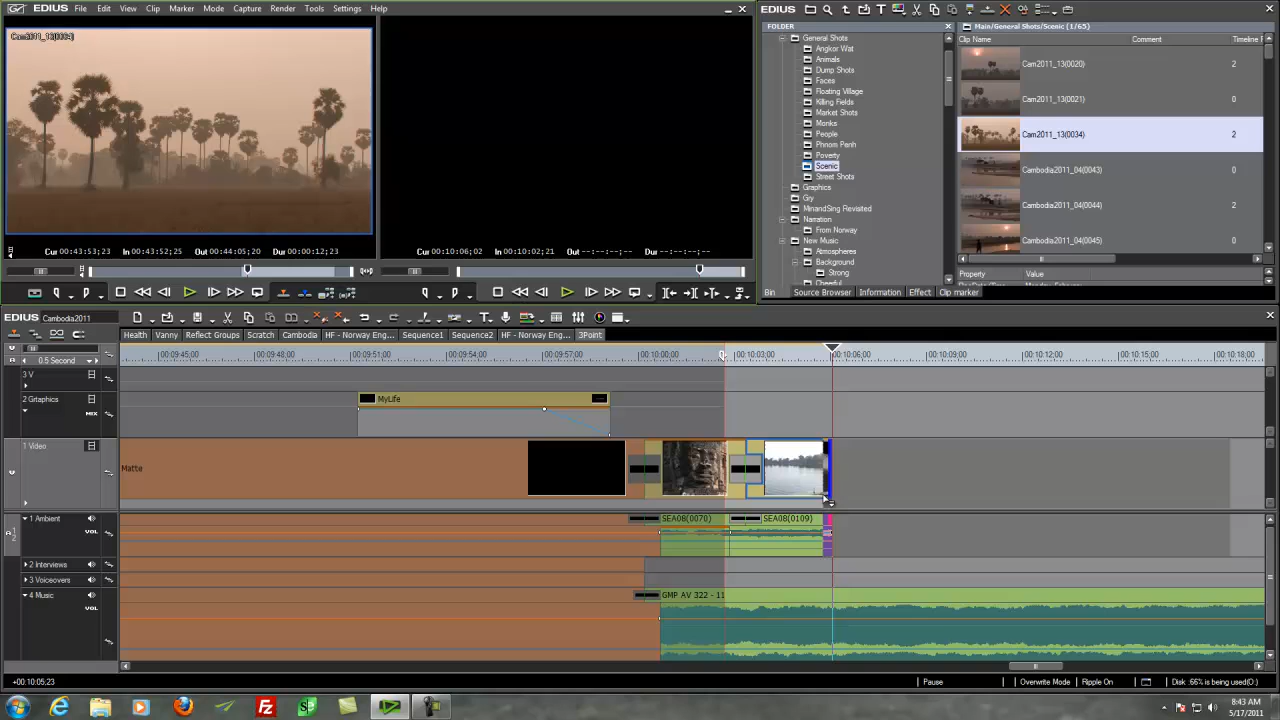 EDIUS File Edit View Clip Marker Mode Capture Render Tools Settings Help
Cam2011_13(0034)
Cur 00:43:53;23 In 00:43:52;25 Out 00:44:05;20 Dur 00:00:12;23
Cur 00:10:06;02 In 00:10:02;21 Out --:--:--;-- Dur --:--:--;--
EDIUS
FOLDER
General Shots
Angkor Wat
Animals
Dump Shots
Faces
Floating Village
Killing Fields
Market Shots
Monks
People
Phnom Penh
Poverty
Scenic
Street Shots
Graphics
Gry
MinandSing Revisited
Narration
From Norway
New Music
Atmospheres
Background
Strong
Cheerful
Main/General Shots/Scenic (1/65)
Clip Name Comment Timeline
Cam2011_13(0020) 2
Cam2011_13(0021) 0
Cam2011_13(0034) 2
Cambodia2011_04(0043) 0
Cambodia2011_04(0044) 2
Cambodia2011_04(0045) 0
Property Value
Bin Source Browser Information Effect Clip marker
EDIUS Cambodia2011
Health Vanny Reflect Groups Scratch Cambodia HF - Norway Eng... Sequence1 Sequence2 HF - Norway Eng... 3Point
0.5 Second
00:09:45;00 00:09:48;00 00:09:51;00 00:09:54;00 00:09:57;00 00:10:00;00 00:10:03;00 00:10:06;00 00:10:09;00 00:10:12;00 00:10:15;00 00:10:18;00
3 V
2 Graphics MyLife
MIX
1 Video
Matte
1 Ambient SEA08(0070) SEA08(0109)
VOL
2 Interviews
3 Voiceovers
4 Music GMP AV 322 - 11
VOL
+00:10:05;23 Pause Overwrite Mode Ripple On Disk :66% is being used(O:)
8:43 AM
5/17/2011